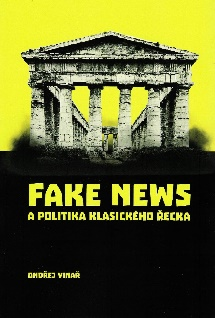 FAKE NEWS
A POLITIKA KLASICKÉHO ŘECKA
ONDŘEJ VINAŘ